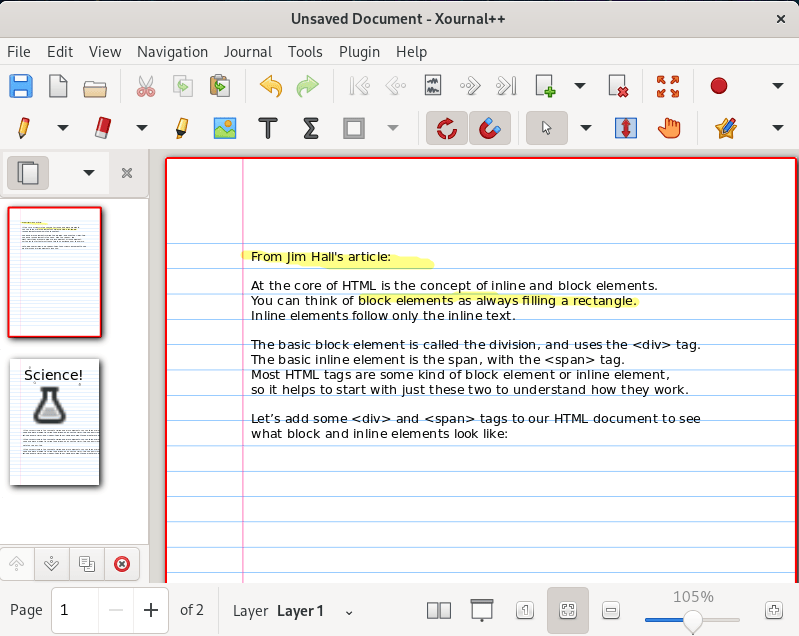 Unsaved Document - Xournal++
File Edit View Navigation Journal Tools Plugin Help
From Jim Hall's article:
At the core of HTML is the concept of inline and block elements.
You can think of block elements as always filling a rectangle.
Inline elements follow only the inline text.
The basic block element is called the division, and uses the <div> tag.
The basic inline element is the span, with the <span> tag.
Most HTML tags are some kind of block element or inline element,
so it helps to start with just these two to understand how they work.
Let’s add some <div> and <span> tags to our HTML document to see
what block and inline elements look like:
Science!
Page 1 of 2 Layer Layer 1 1 105%